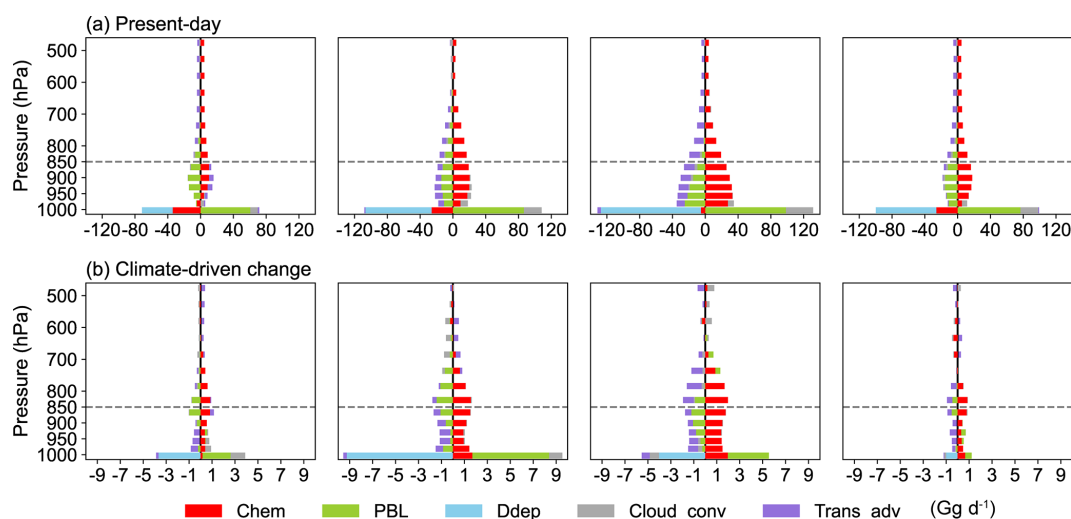 (a) Present-day
Pressure (hPa)
500
600
700
800
850
900
950
1000
-120 -80 -40 0 40 80 120
-120 -80 -40 0 40 80 120
-120 -80 -40 0 40 80 120
-120 -80 -40 0 40 80 120
(b) Climate-driven change
Pressure (hPa)
500
600
700
800
850
900
950
1000
-9 -7 -5 -3 -1 1 3 5 7 9
-9 -7 -5 -3 -1 1 3 5 7 9
-9 -7 -5 -3 -1 1 3 5 7 9
-9 -7 -5 -3 -1 1 3 5 7 9
Chem PBL Ddep Cloud_conv Trans_adv (Gg d⁻¹)